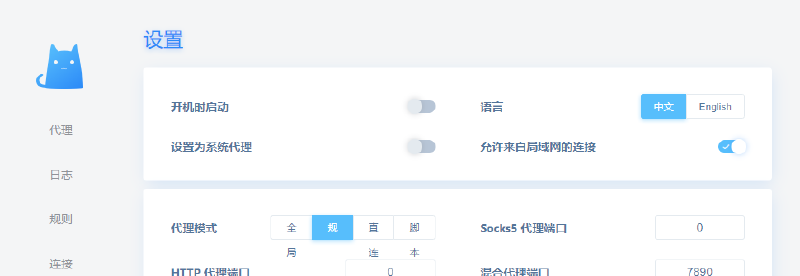 设置
开机时启动
语言
中文
English
设置为系统代理
允许来自局域网的连接
代理
日志
规则
连接
代理模式
全局
规
直连
脚本
Socks5 代理端口
0
HTTP 代理端口
0
混合代理端口
7890